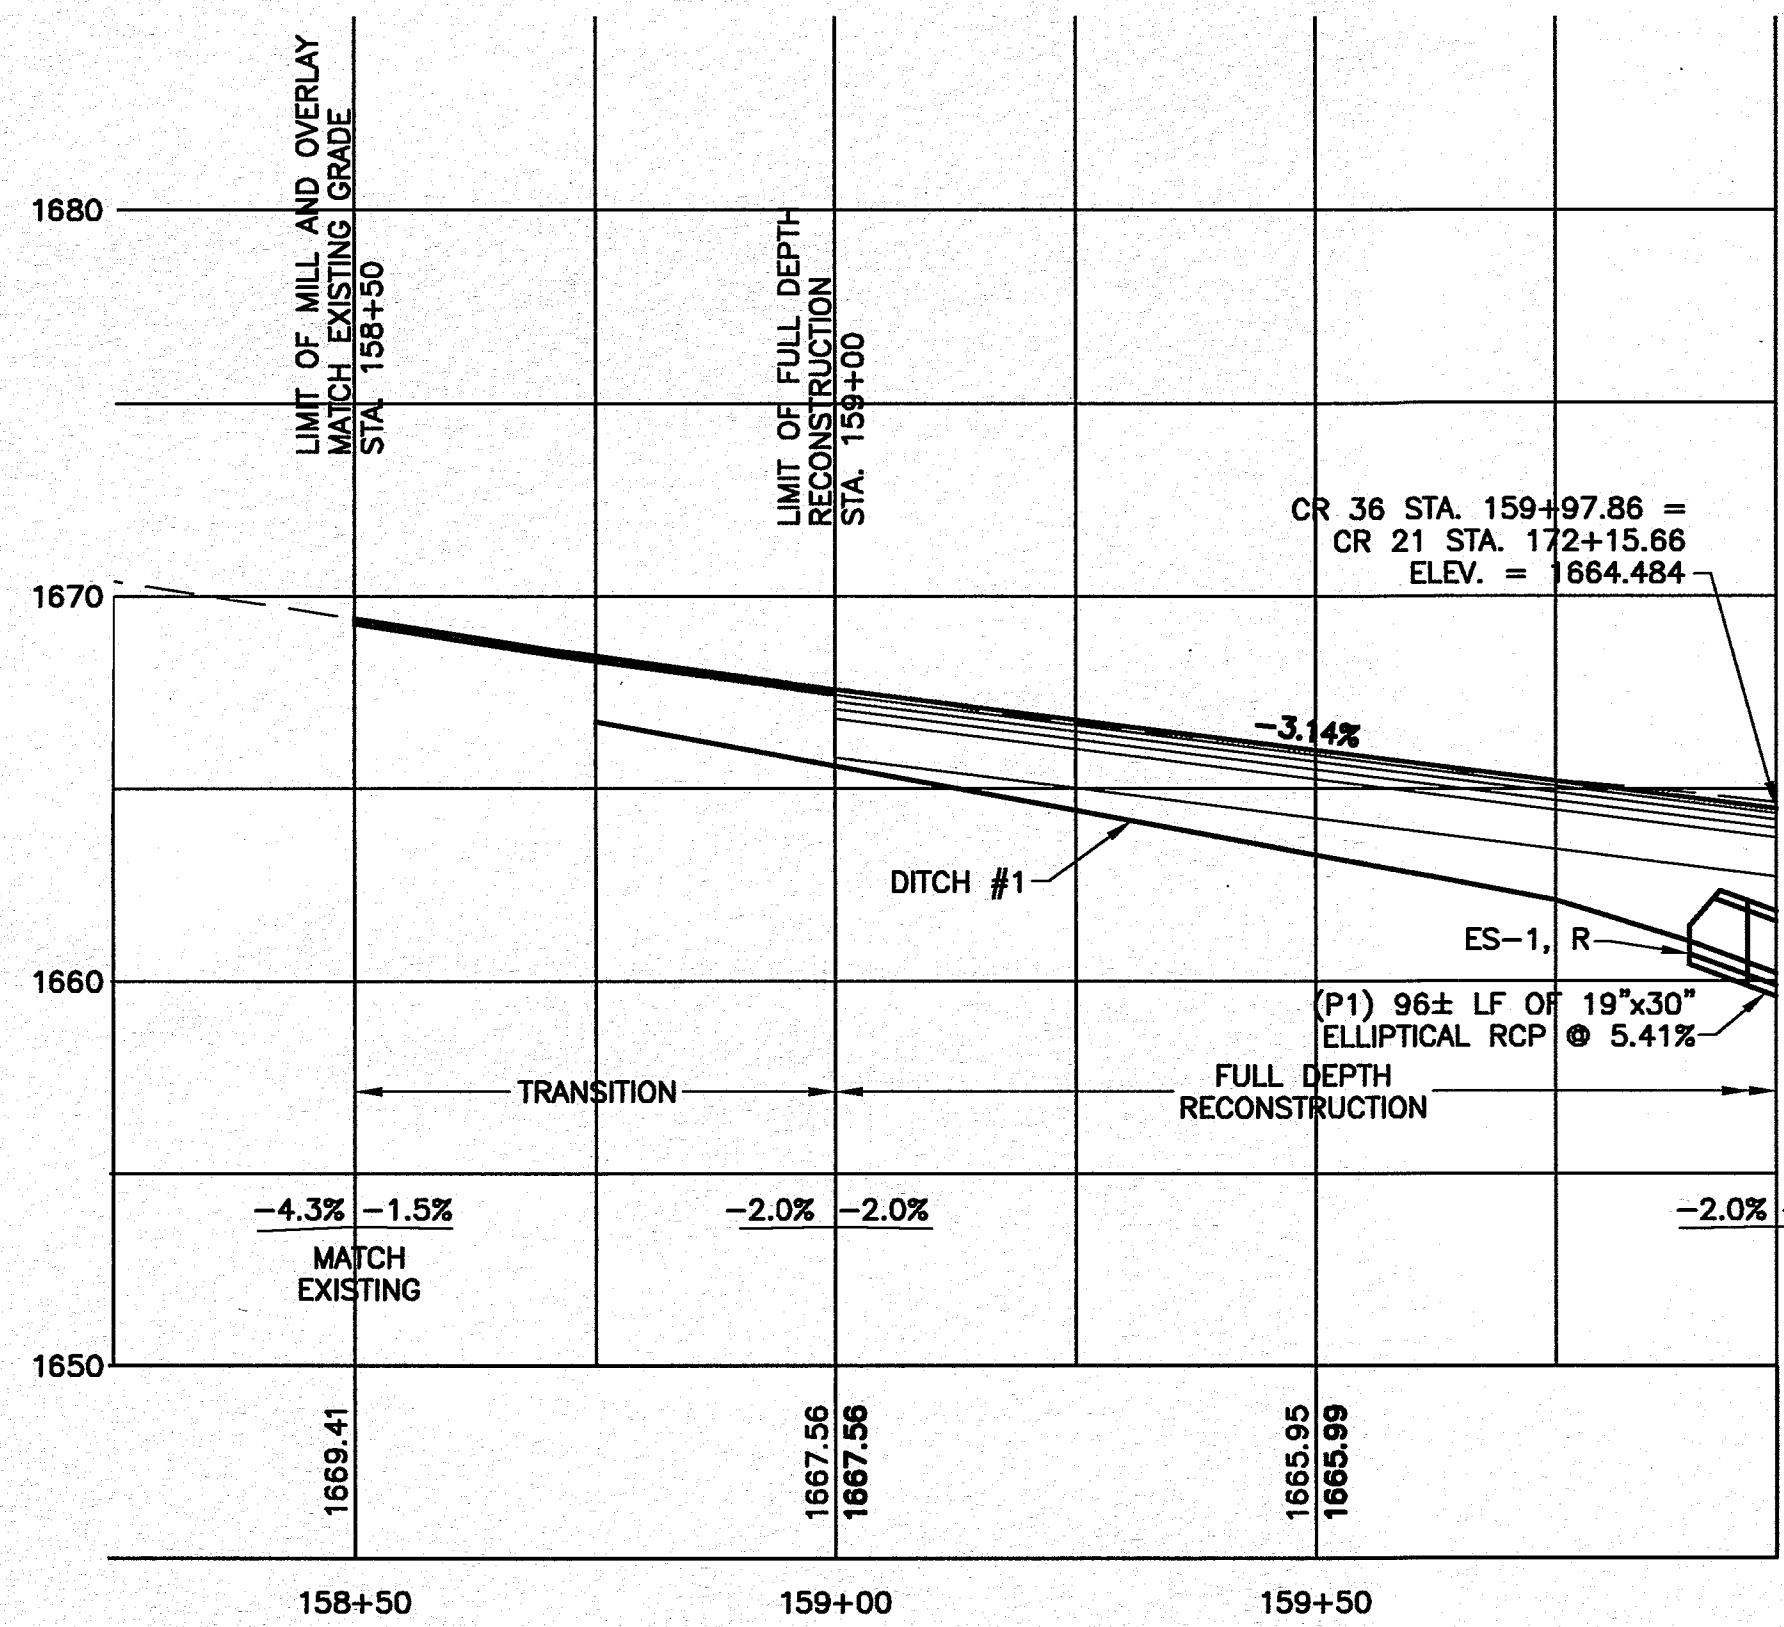 LIMIT OF MILL AND OVERLAY
MATCH EXISTING GRADE
STA. 158+50
LIMIT OF FULL DEPTH
RECONSTRUCTION
STA. 159+00
1680
1670
1660
1650
CR 36 STA. 159+97.86 =
CR 21 STA. 172+15.66
ELEV. = 1664.484
-3.14%
DITCH #1
ES-1, R
(P1) 96± LF OF 19"x30"
ELLIPTICAL RCP @ 5.41%
TRANSITION
FULL DEPTH
RECONSTRUCTION
-4.3% -1.5%
MATCH
EXISTING
-2.0% -2.0%
-2.0%
1669.41
1667.56
1667.56
1665.95
1665.99
158+50
159+00
159+50